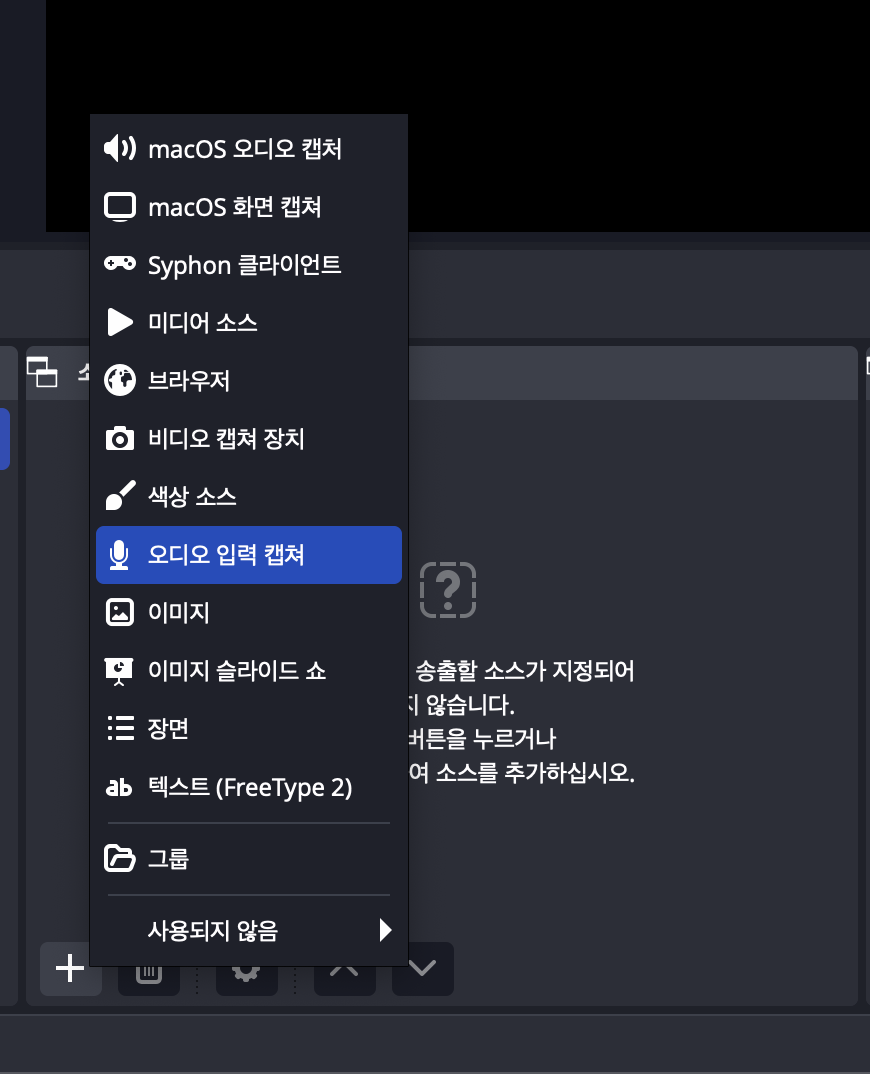 macOS 오디오 캡처
macOS 화면 캡쳐
Syphon 클라이언트
미디어 소스
브라우저
비디오 캡쳐 장치
색상 소스
오디오 입력 캡쳐
이미지
이미지 슬라이드 쇼
장면
텍스트 (FreeType 2)
그룹
사용되지 않음
송출할 소스가 지정되어
않습니다.
버튼을 누르거나
여 소스를 추가하십시오.